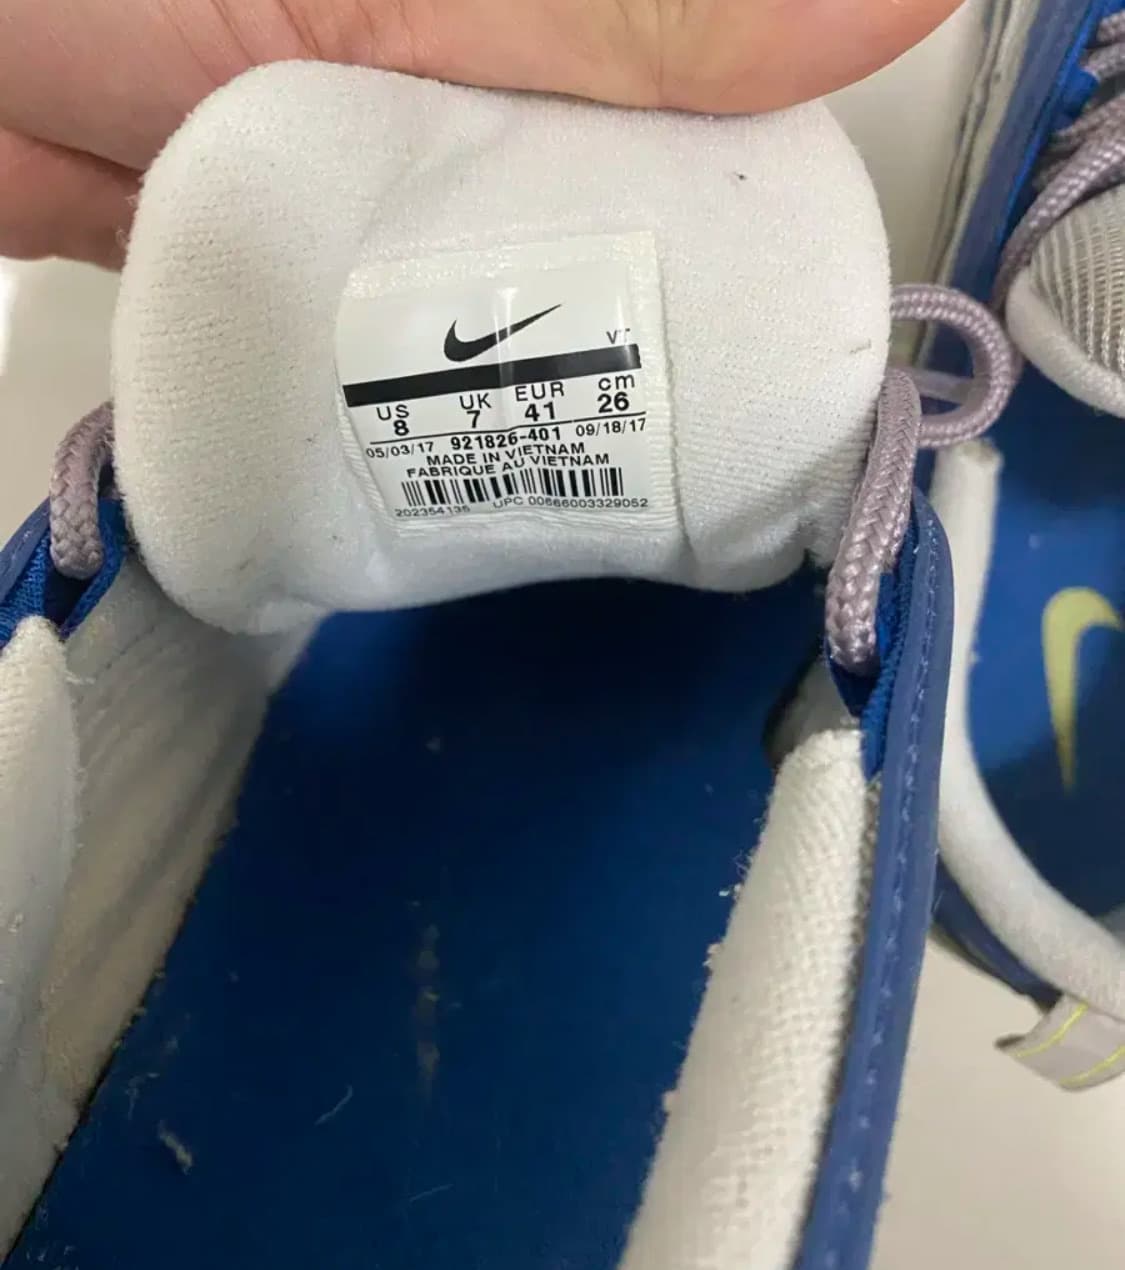 VT
US UK EUR cm
8 7 41 26
05/03/17 921826-401 09/18/17
MADE IN VIETNAM
FABRIQUE AU VIETNAM
202354135 UPC 00666003329052